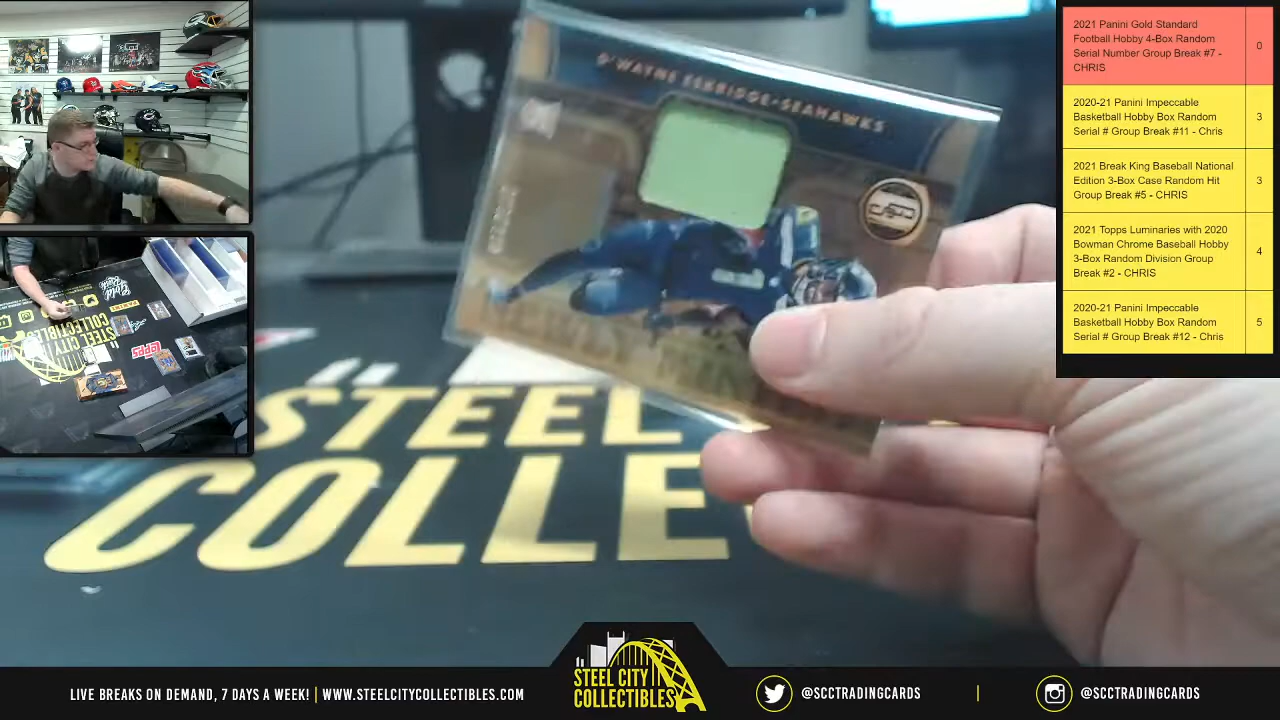 D'WAYNE ESKRIDGE-SEAHAWKS
STEEL
COLLE
STEEL CITY
COLLECTIBLES
topps
2021 Panini Gold Standard
Football Hobby 4-Box Random
Serial Number Group Break #7 -
CHRIS
0
2020-21 Panini Impeccable
Basketball Hobby Box Random
Serial # Group Break #11 - Chris
3
2021 Break King Baseball National
Edition 3-Box Case Random Hit
Group Break #5 - CHRIS
3
2021 Topps Luminaries with 2020
Bowman Chrome Baseball Hobby
3-Box Random Division Group
Break #2 - CHRIS
4
2020-21 Panini Impeccable
Basketball Hobby Box Random
Serial # Group Break #12 - Chris
5
LIVE BREAKS ON DEMAND, 7 DAYS A WEEK! | WWW.STEELCITYCOLLECTIBLES.COM
STEEL CITY
COLLECTIBLES
@SCCTRADINGCARDS
@SCCTRADINGCARDS